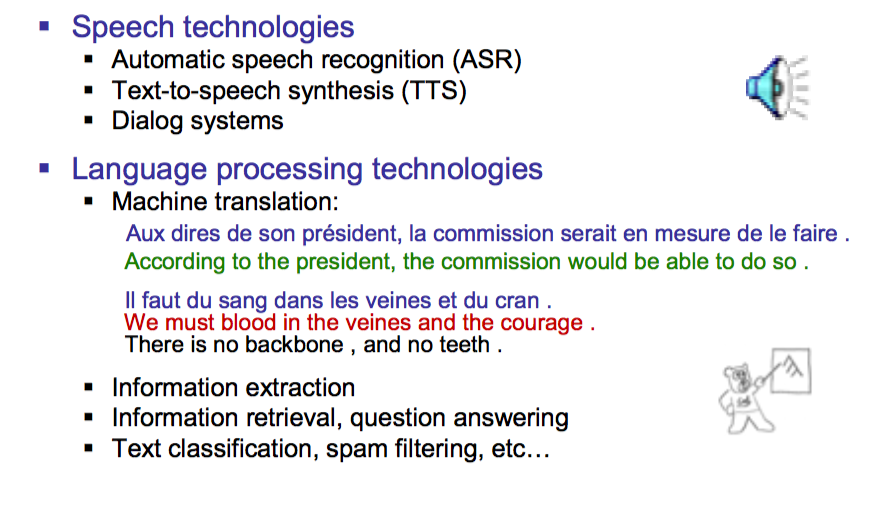 Speech technologies
Automatic speech recognition (ASR)
Text-to-speech synthesis (TTS)
Dialog systems
Language processing technologies
Machine translation:
Aux dires de son président, la commission serait en mesure de le faire .
According to the president, the commission would be able to do so .
Il faut du sang dans les veines et du cran .
We must blood in the veines and the courage .
There is no backbone , and no teeth .
Information extraction
Information retrieval, question answering
Text classification, spam filtering, etc…